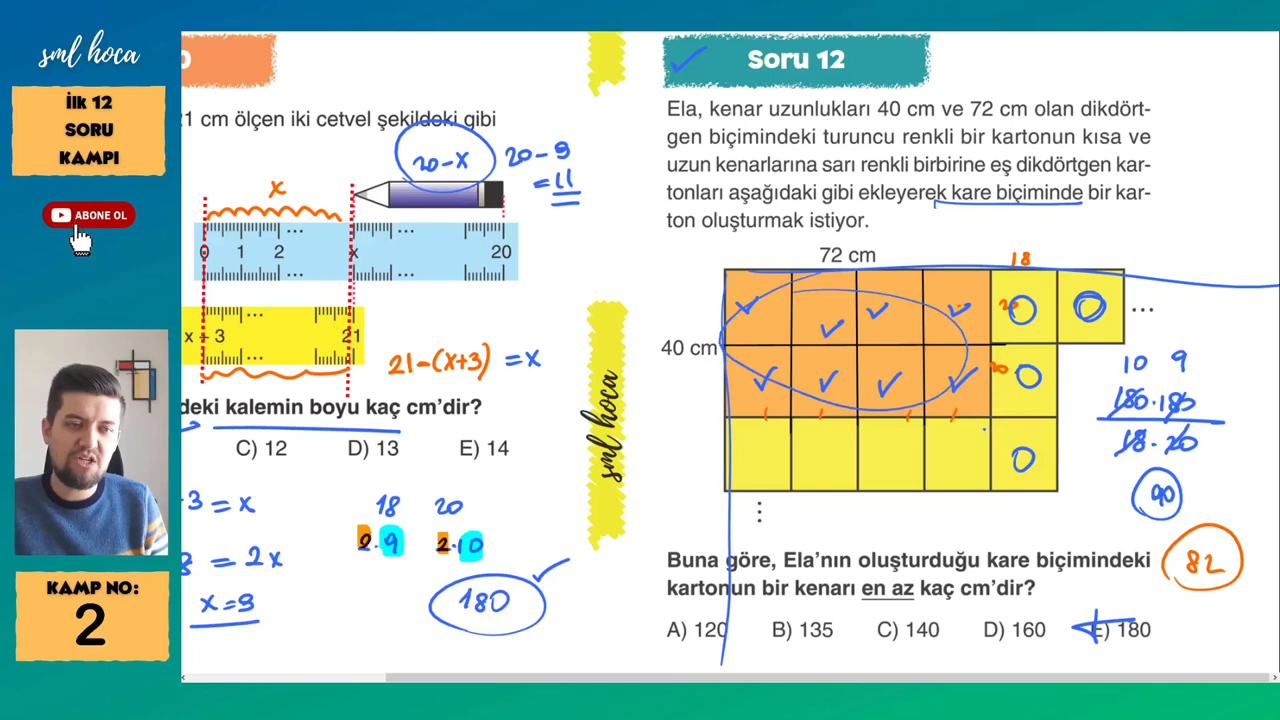 sml hoca
İlk 12
SORU
KAMPI
ABONE OL
KAMP NO:
2
0
21 cm ölçen iki cetvel şekildeki gibi
20-x
20-9
=11
x
0 1 2 ... x ... 20
x+3 ... 21
21-(x+3) = x
deki kalemin boyu kaç cm'dir?
C) 12 D) 13 E) 14
3 = x
8 = 2x
x=9
18 20
2.9 2.10
180
sml hoca
Soru 12
Ela, kenar uzunlukları 40 cm ve 72 cm olan dikdört-
gen biçimindeki turuncu renkli bir kartonun kısa ve
uzun kenarlarına sarı renkli birbirine eş dikdörtgen kar-
tonları aşağıdaki gibi ekleyerek kare biçiminde bir kar-
ton oluşturmak istiyor.
72 cm
18
20
40 cm
20
...
10 9
180.180
18.20
90
82
Buna göre, Ela'nın oluşturduğu kare biçimindeki
kartonun bir kenarı en az kaç cm'dir?
A) 120 B) 135 C) 140 D) 160 E) 180